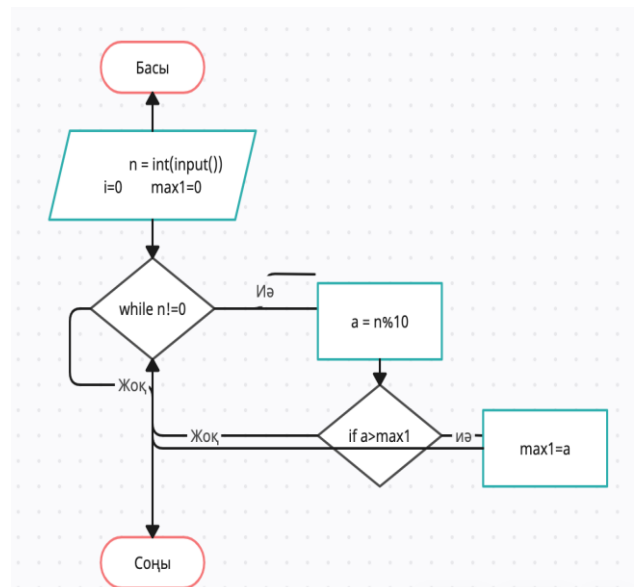 Басы
n = int(input())
i=0 max1=0
while n!=0
Иә
a = n%10
Жоқ
Жоқ
if a>max1
иә
max1=a
Соңы